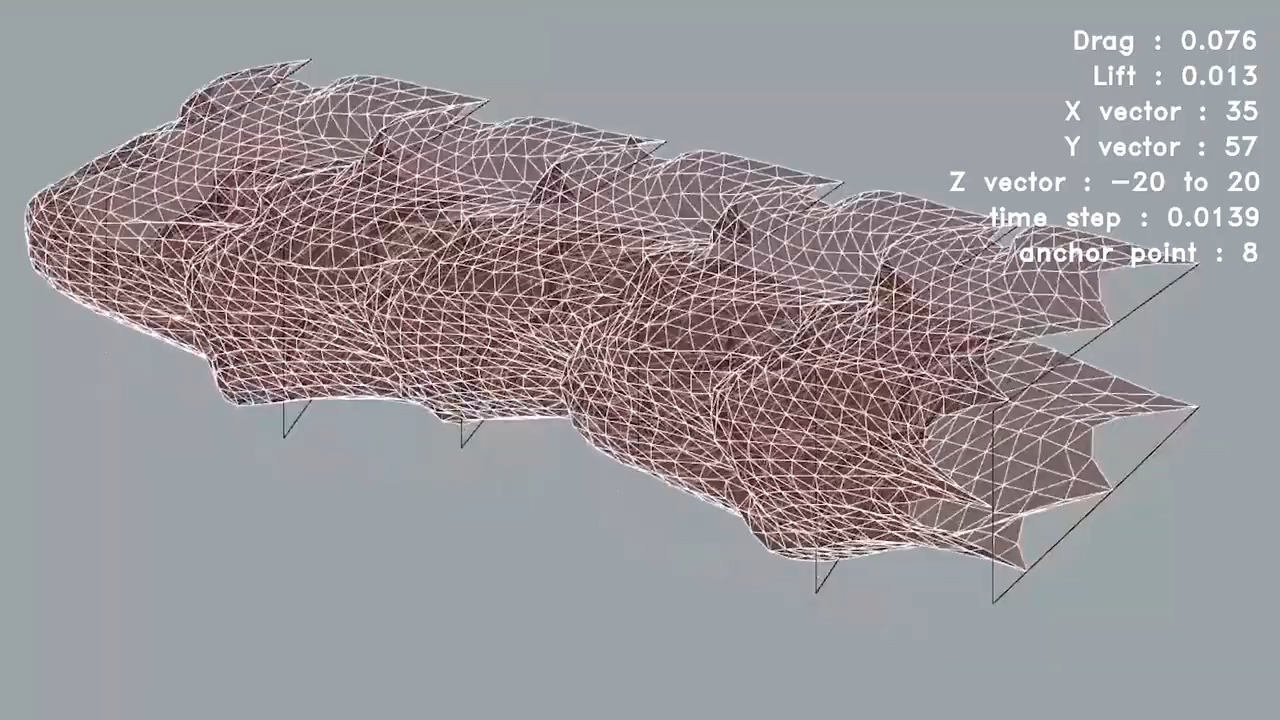 Drag : 0.076
Lift : 0.013
X vector : 35
Y vector : 57
Z vector : −20 to 20
time step : 0.0139
anchor point : 8